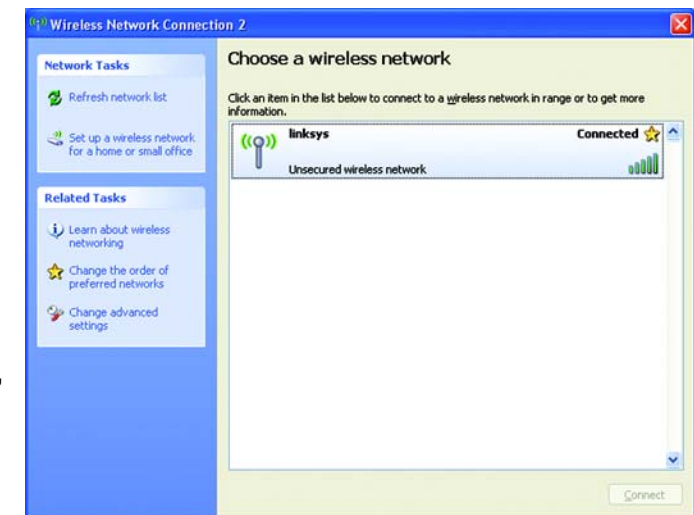 Wireless Network Connection 2
Network Tasks
Refresh network list
Set up a wireless network
for a home or small office
Related Tasks
Learn about wireless
networking
Change the order of
preferred networks
Change advanced
settings
Choose a wireless network
Click an item in the list below to connect to a wireless network in range or to get more
information.
linksys
Connected
Unsecured wireless network
Connect